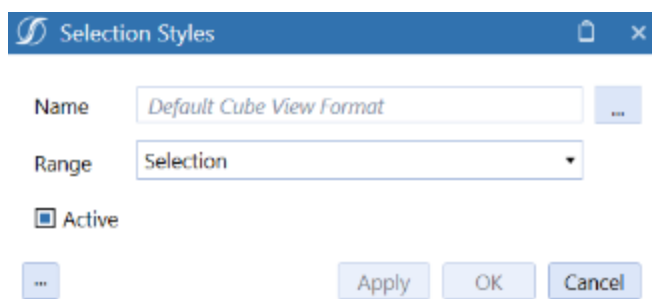 Selection Styles
Name Default Cube View Format ...
Range Selection
Active
... Apply OK Cancel